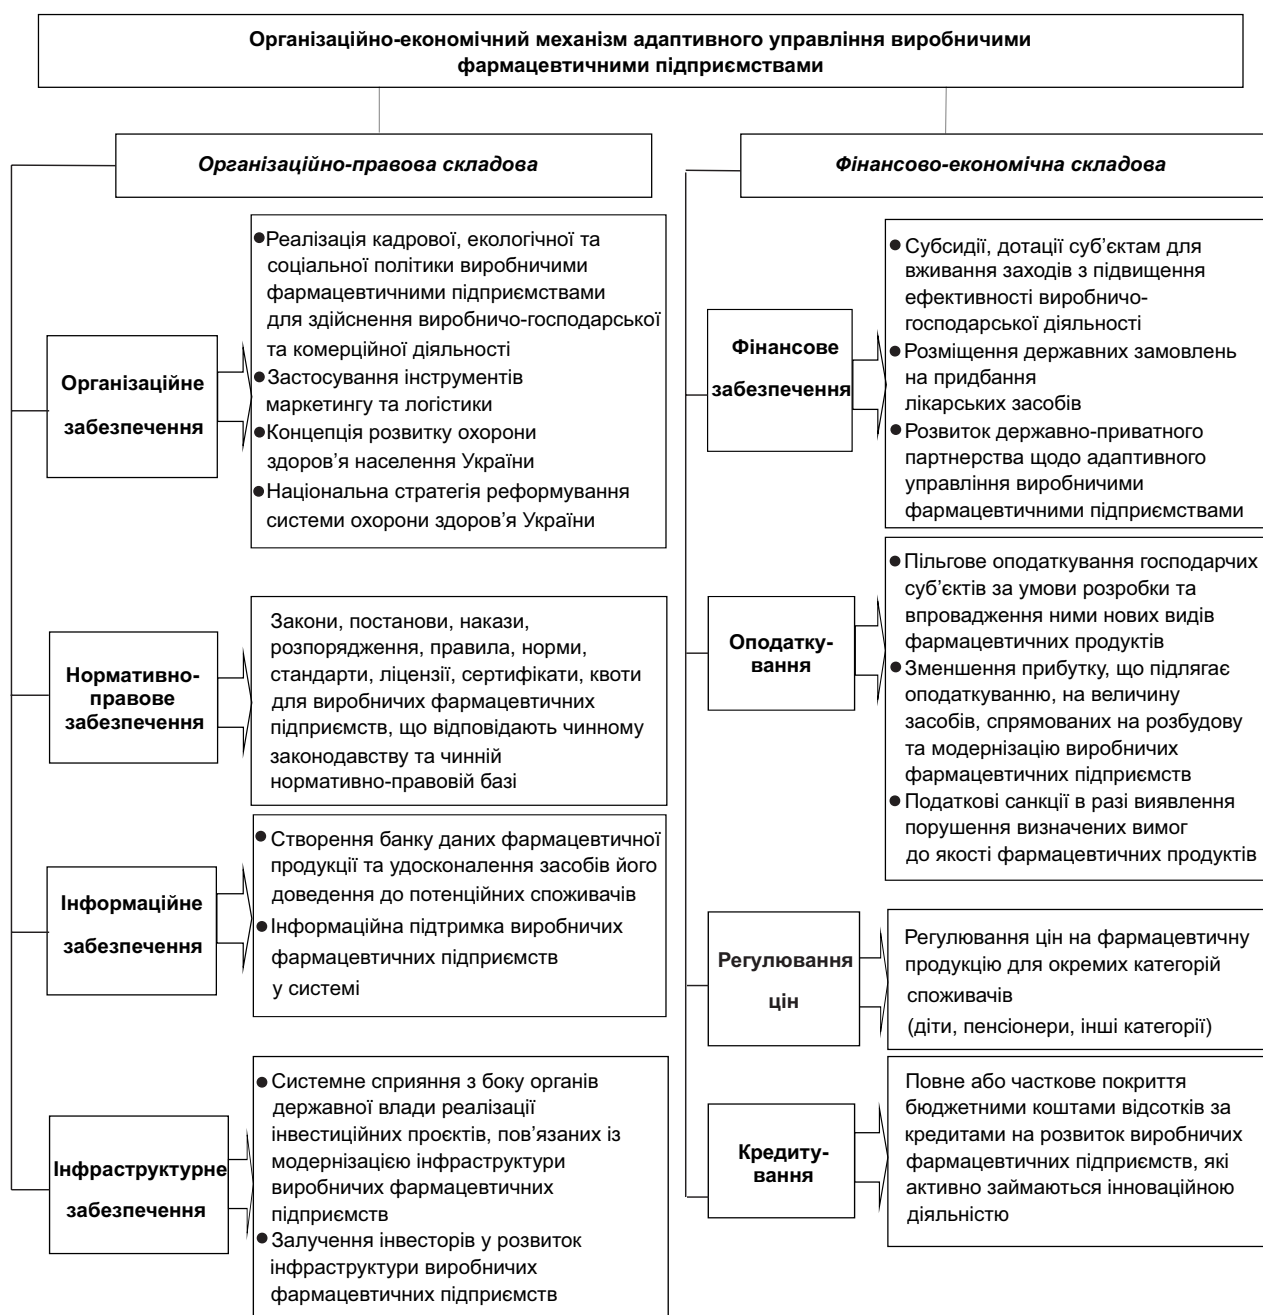 Організаційно-економічний механізм адаптивного управління виробничими
фармацевтичними підприємствами
Організаційно-правова складова
Організаційне
забезпечення
●Реалізація кадрової, екологічної та
соціальної політики виробничими
фармацевтичними підприємствами
для здійснення виробничо-господарської
та комерційної діяльності
●Застосування інструментів
маркетингу та логістики
●Концепція розвитку охорони
здоров’я населення України
●Національна стратегія реформування
системи охорони здоров’я України
Нормативно-
правове
забезпечення
Закони, постанови, накази,
розпорядження, правила, норми,
стандарти, ліцензії, сертифікати, квоти
для виробничих фармацевтичних
підприємств, що відповідають чинному
законодавству та чинній
нормативно-правовій базі
Інформаційне
забезпечення
● Створення банку даних фармацевтичної
продукції та удосконалення засобів його
доведення до потенційних споживачів
● Інформаційна підтримка виробничих
фармацевтичних підприємств
у системі
Інфраструктурне
забезпечення
● Системне сприяння з боку органів
державної влади реалізації
інвестиційних проєктів, пов’язаних із
модернізацією інфраструктури
виробничих фармацевтичних
підприємств
● Залучення інвесторів у розвиток
інфраструктури виробничих
фармацевтичних підприємств
Фінансово-економічна складова
Фінансове
забезпечення
● Субсидії, дотації суб’єктам для
вживання заходів з підвищення
ефективності виробничо-
господарської діяльності
● Розміщення державних замовлень
на придбання
лікарських засобів
● Розвиток державно-приватного
партнерства щодо адаптивного
управління виробничими
фармацевтичними підприємствами
Оподатку-
вання
● Пільгове оподаткування господарчих
суб’єктів за умови розробки та
впровадження ними нових видів
фармацевтичних продуктів
● Зменшення прибутку, що підлягає
оподаткуванню, на величину
засобів, спрямованих на розбудову
та модернізацію виробничих
фармацевтичних підприємств
● Податкові санкції в разі виявлення
порушення визначених вимог
до якості фармацевтичних продуктів
Регулювання
цін
Регулювання цін на фармацевтичну
продукцію для окремих категорій
споживачів
(діти, пенсіонери, інші категорії)
Кредиту-
вання
Повне або часткове покриття
бюджетними коштами відсотків за
кредитами на розвиток виробничих
фармацевтичних підприємств, які
активно займаються інноваційною
діяльністю